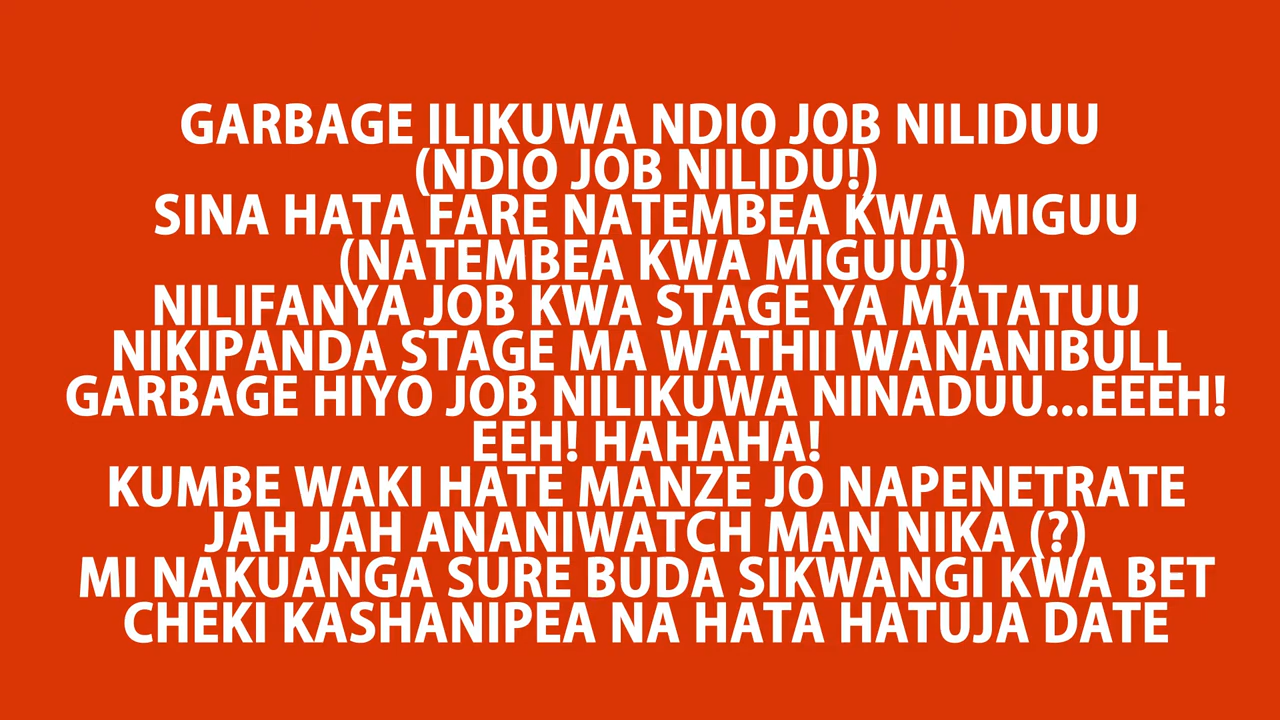 GARBAGE ILIKUWA NDIO JOB NILIDUU
(NDIO JOB NILIDU!)
SINA HATA FARE NATEMBEA KWA MIGUU
(NATEMBEA KWA MIGUU!)
NILIFANYA JOB KWA STAGE YA MATATUU
NIKIPANDA STAGE MA WATHII WANANIBULL
GARBAGE HIYO JOB NILIKUWA NINADUU...EEEH!
EEH! HAHAHA!
KUMBE WAKI HATE MANZE JO NAPENETRATE
JAH JAH ANANIWATCH MAN NIKA (?)
MI NAKUANGA SURE BUDA SIKWANGI KWA BET
CHEKI KASHANIPEA NA HATA HATUJA DATE